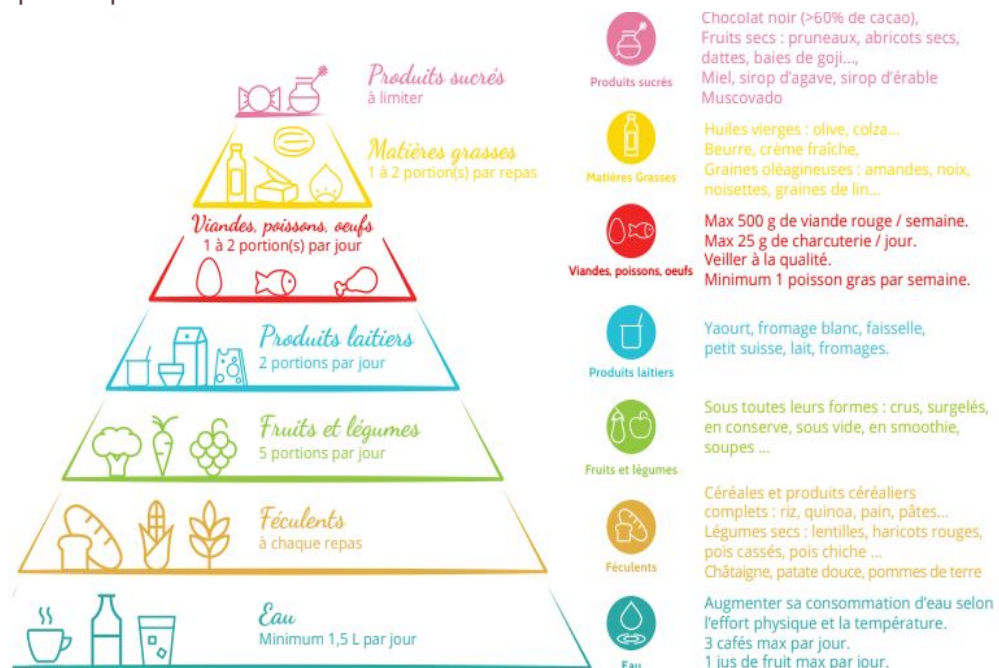 Produits sucrés
à limiter
Matières grasses
1 à 2 portion(s) par repas
Viandes, poissons, oeufs
1 à 2 portion(s) par jour
Produits laitiers
2 portions par jour
Fruits et légumes
5 portions par jour
Féculents
à chaque repas
Eau
Minimum 1,5 L par jour
Produits sucrés
Chocolat noir (>60% de cacao),
Fruits secs : pruneaux, abricots secs,
dattes, baies de goji...,
Miel, sirop d'agave, sirop d'érable
Muscovado
Matières Grasses
Huiles vierges : olive, colza...
Beurre, crème fraîche,
Graines oléagineuses : amandes, noix,
noisettes, graines de lin...
Viandes, poissons, oeufs
Max 500 g de viande rouge / semaine.
Max 25 g de charcuterie / jour.
Veiller à la qualité.
Minimum 1 poisson gras par semaine.
Produits laitiers
Yaourt, fromage blanc, faisselle,
petit suisse, lait, fromages.
Fruits et légumes
Sous toutes leurs formes : crus, surgelés,
en conserve, sous vide, en smoothie,
soupes ...
Féculents
Céréales et produits céréaliers
complets : riz, quinoa, pain, pâtes...
Légumes secs : lentilles, haricots rouges,
pois cassés, pois chiche ...
Châtaigne, patate douce, pommes de terre
Eau
Augmenter sa consommation d'eau selon
l'effort physique et la température.
3 cafés max par jour.
1 jus de fruit max par jour.